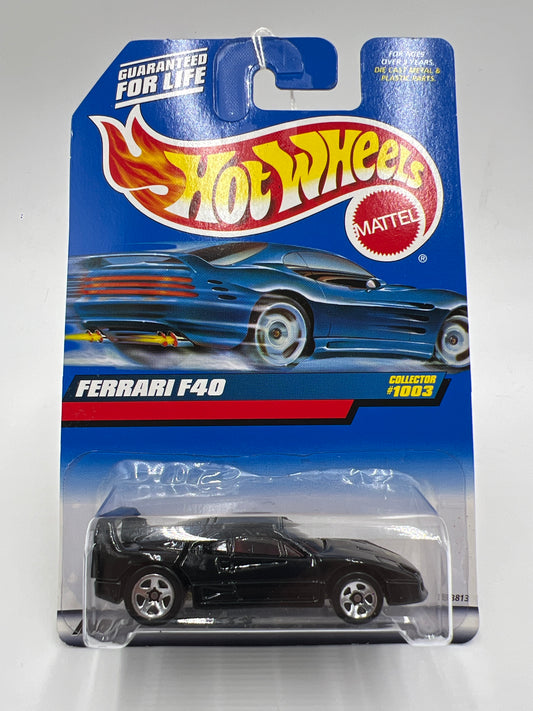 GUARANTEED
FOR LIFE
FOR AGES
OVER 3 YEARS.
DIE CAST METAL &
PLASTIC PARTS.
HOT WHEELS
MATTEL
®
FERRARI F40
COLLECTOR
#1003